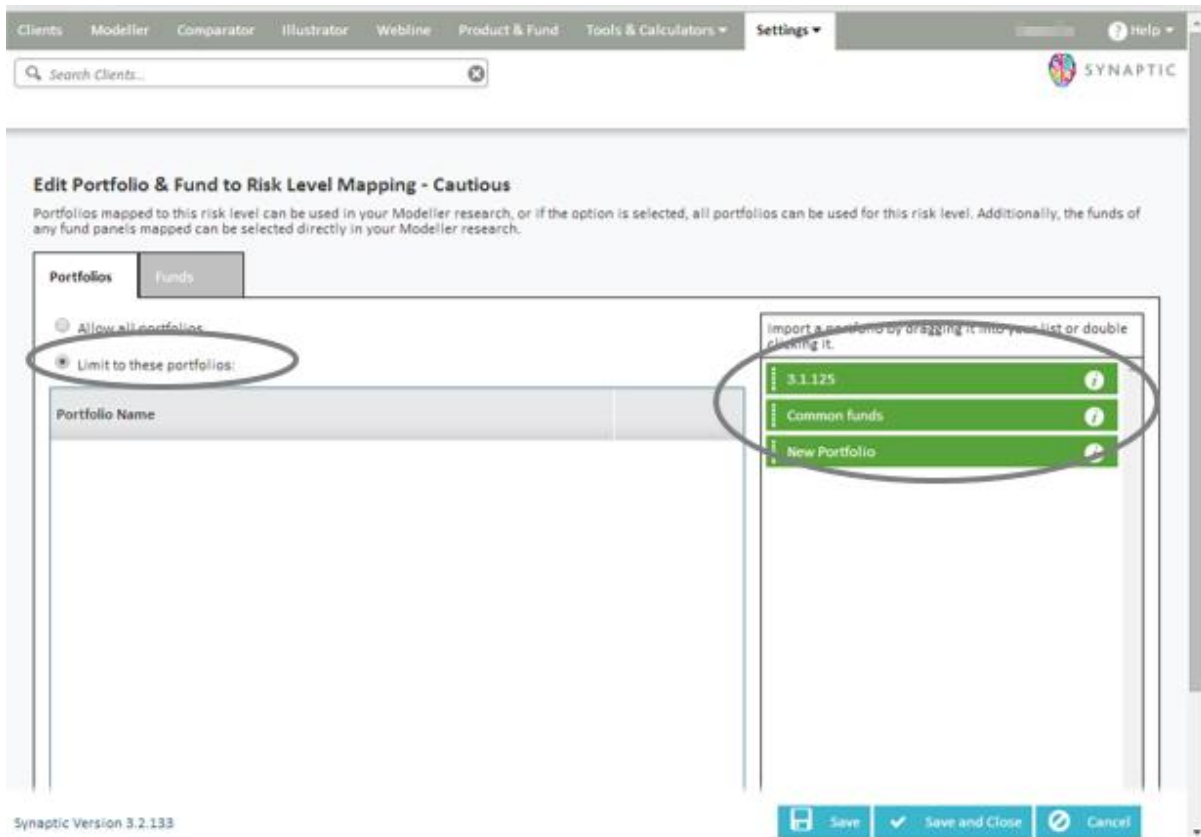 Clients Modeller Comparator Illustrator Webline Product & Fund Tools & Calculators Settings Help
Search Clients...
SYNAPTIC
Edit Portfolio & Fund to Risk Level Mapping - Cautious
Portfolios mapped to this risk level can be used in your Modeller research, or if the option is selected, all portfolios can be used for this risk level. Additionally, the funds of
any fund panels mapped can be selected directly in your Modeller research.
Portfolios Funds
Allow all portfolios
Import a portfolio by dragging it into your list or double
clicking it.
Limit to these portfolios:
3.1.125
Portfolio Name
Common funds
New Portfolio
Synaptic Version 3.2.133
Save Save and Close Cancel